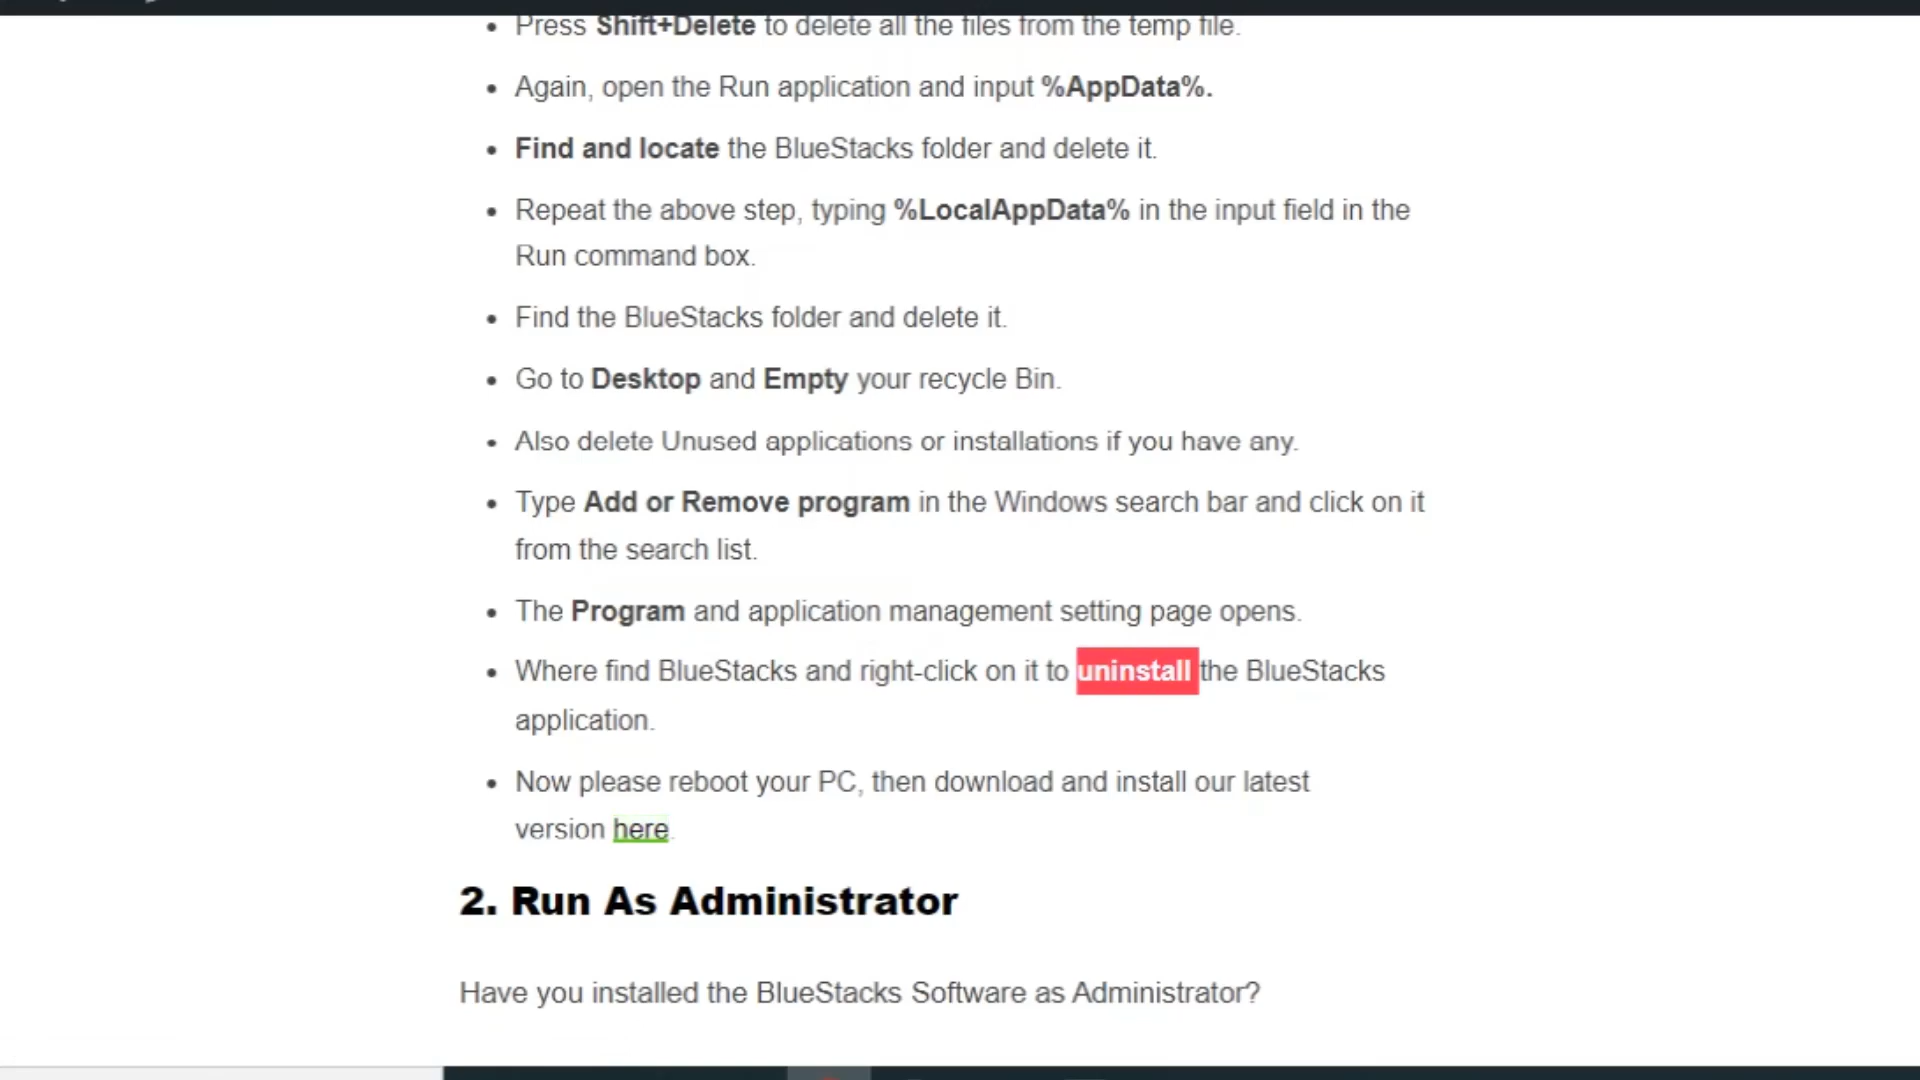 • Press Shift+Delete to delete all the files from the temp file.
• Again, open the Run application and input %AppData%.
• Find and locate the BlueStacks folder and delete it.
• Repeat the above step, typing %LocalAppData% in the input field in the
Run command box.
• Find the BlueStacks folder and delete it.
• Go to Desktop and Empty your recycle Bin.
• Also delete Unused applications or installations if you have any.
• Type Add or Remove program in the Windows search bar and click on it
from the search list.
• The Program and application management setting page opens.
• Where find BlueStacks and right-click on it to uninstall the BlueStacks
application.
• Now please reboot your PC, then download and install our latest
version here.
2. Run As Administrator
Have you installed the BlueStacks Software as Administrator?